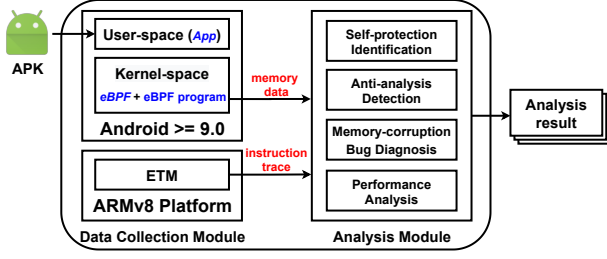 APK
User-space (App)
Kernel-space
eBPF + eBPF program
Android >= 9.0
ETM
ARMv8 Platform
Data Collection Module
memory
data
instruction
trace
Self-protection
Identification
Anti-analysis
Detection
Memory-corruption
Bug Diagnosis
Performance
Analysis
Analysis Module
Analysis
result